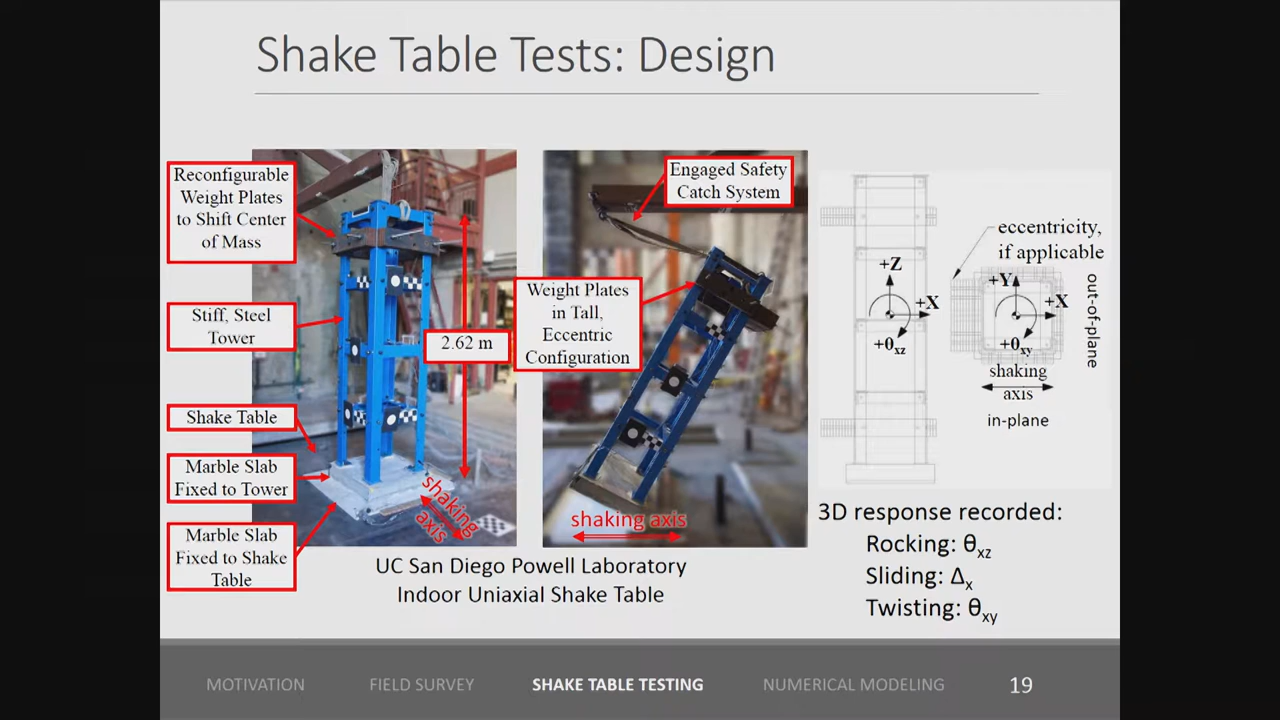 Shake Table Tests: Design
Reconfigurable
Weight Plates
to Shift Center
of Mass
Stiff, Steel
Tower
Shake Table
Marble Slab
Fixed to Tower
Marble Slab
Fixed to Shake
Table
2.62 m
shaking
axis
Engaged Safety
Catch System
Weight Plates
in Tall,
Eccentric
Configuration
shaking axis
UC San Diego Powell Laboratory
Indoor Uniaxial Shake Table
+Z
+X
+θxz
eccentricity,
if applicable
+Y
+X
+θxy
shaking
axis
in-plane
out-of-plane
3D response recorded:
Rocking: θxz
Sliding: Δx
Twisting: θxy
MOTIVATION FIELD SURVEY SHAKE TABLE TESTING NUMERICAL MODELING 19